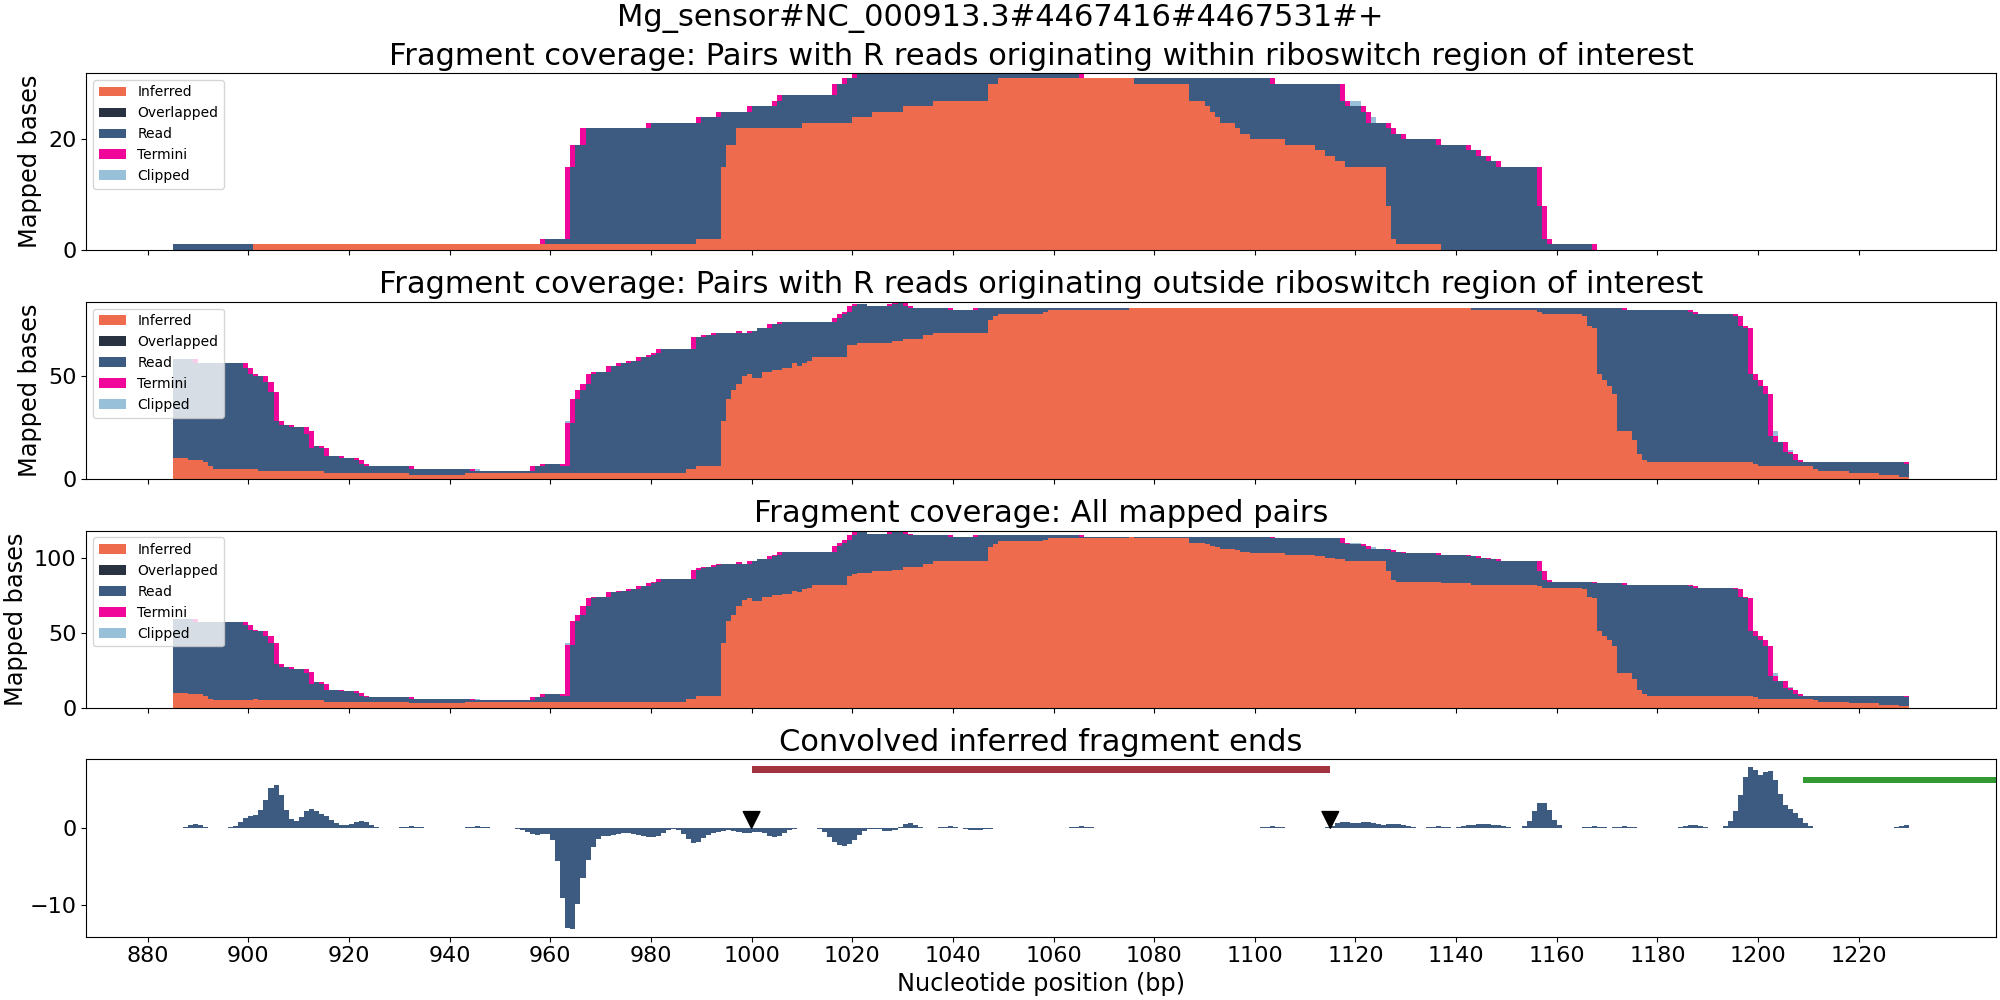 Mg_sensor#NC_000913.3#4467416#4467531#+
Fragment coverage: Pairs with R reads originating within riboswitch region of interest
Mapped bases
20
0
Inferred
Overlapped
Read
Termini
Clipped
Fragment coverage: Pairs with R reads originating outside riboswitch region of interest
Mapped bases
50
0
Inferred
Overlapped
Read
Termini
Clipped
Fragment coverage: All mapped pairs
Mapped bases
100
50
0
Inferred
Overlapped
Read
Termini
Clipped
Convolved inferred fragment ends
0
−10
880 900 920 940 960 980 1000 1020 1040 1060 1080 1100 1120 1140 1160 1180 1200 1220
Nucleotide position (bp)